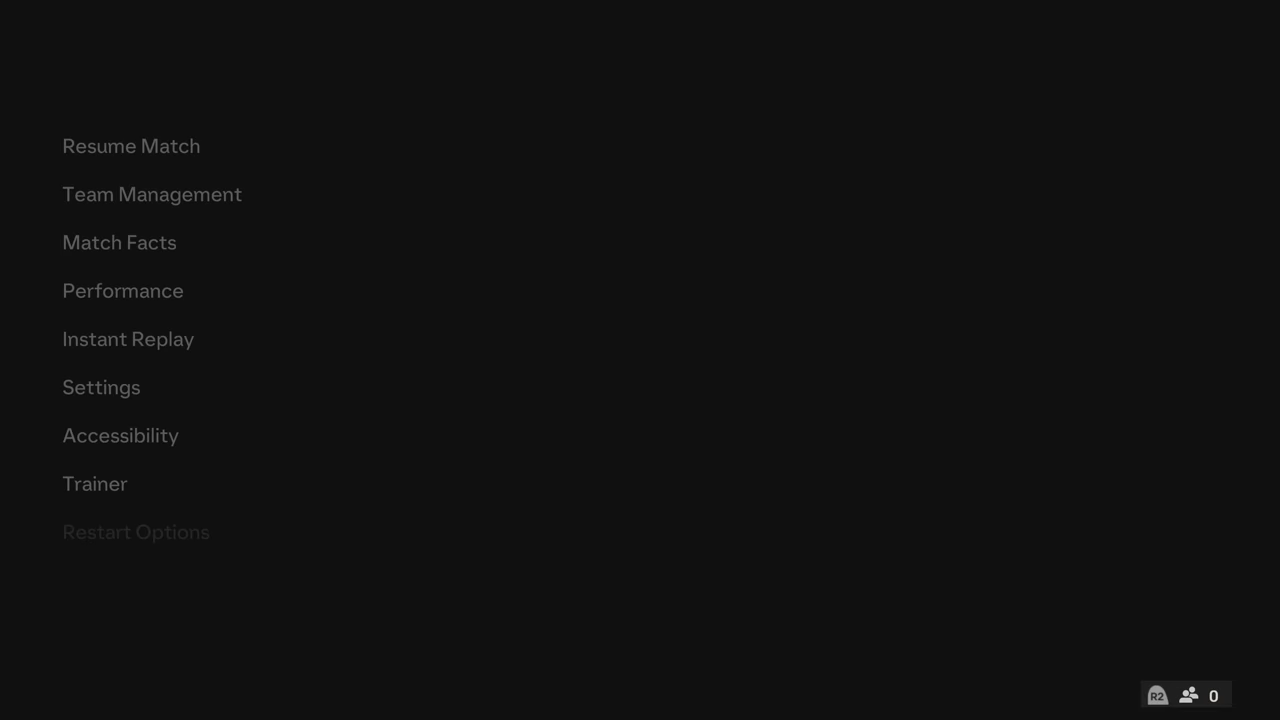 Resume Match
Team Management
Match Facts
Performance
Instant Replay
Settings
Accessibility
Trainer
Restart Options
R2 0